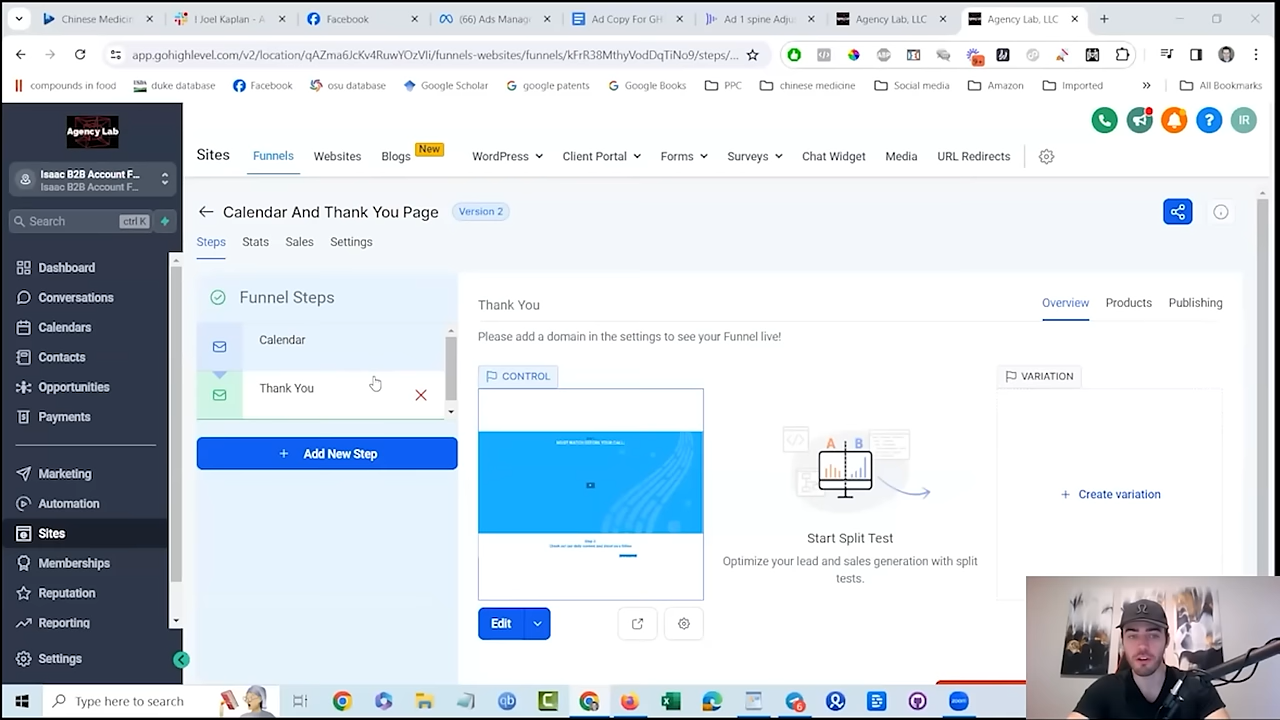 Chinese Medicin
I Joel Kaplan - A
Facebook
(66) Ads Manag
Ad Copy For GH
Ad 1 spine Adju
Agency Lab, LLC
Agency Lab, LLC
app.gohighlevel.com/v2/location/qAZma6JcKv4RuwYOzVf/funnels-websites/funnels/kFrR38MthyVodDqTiNo9/steps/...
compounds in food
duke database
Facebook
osu database
Google Scholar
google patents
Google Books
PPC
chinese medicine
Social media
Amazon
Imported
All Bookmarks
Agency Lab
IR
Sites
Funnels
Websites
Blogs
New
WordPress
Client Portal
Forms
Surveys
Chat Widget
Media
URL Redirects
Isaac B2B Account F...
Isaac B2B Account F...
Search
ctrl K
Calendar And Thank You Page
Version 2
Steps
Stats
Sales
Settings
Dashboard
Conversations
Calendars
Contacts
Opportunities
Payments
Marketing
Automation
Sites
Memberships
Reputation
Reporting
Settings
Funnel Steps
Calendar
Thank You
+ Add New Step
Thank You
Overview
Products
Publishing
Please add a domain in the settings to see your Funnel live!
CONTROL
VARIATION
A B
Start Split Test
Optimize your lead and sales generation with split
tests.
+ Create variation
Edit
Type here to search
qb
zoom